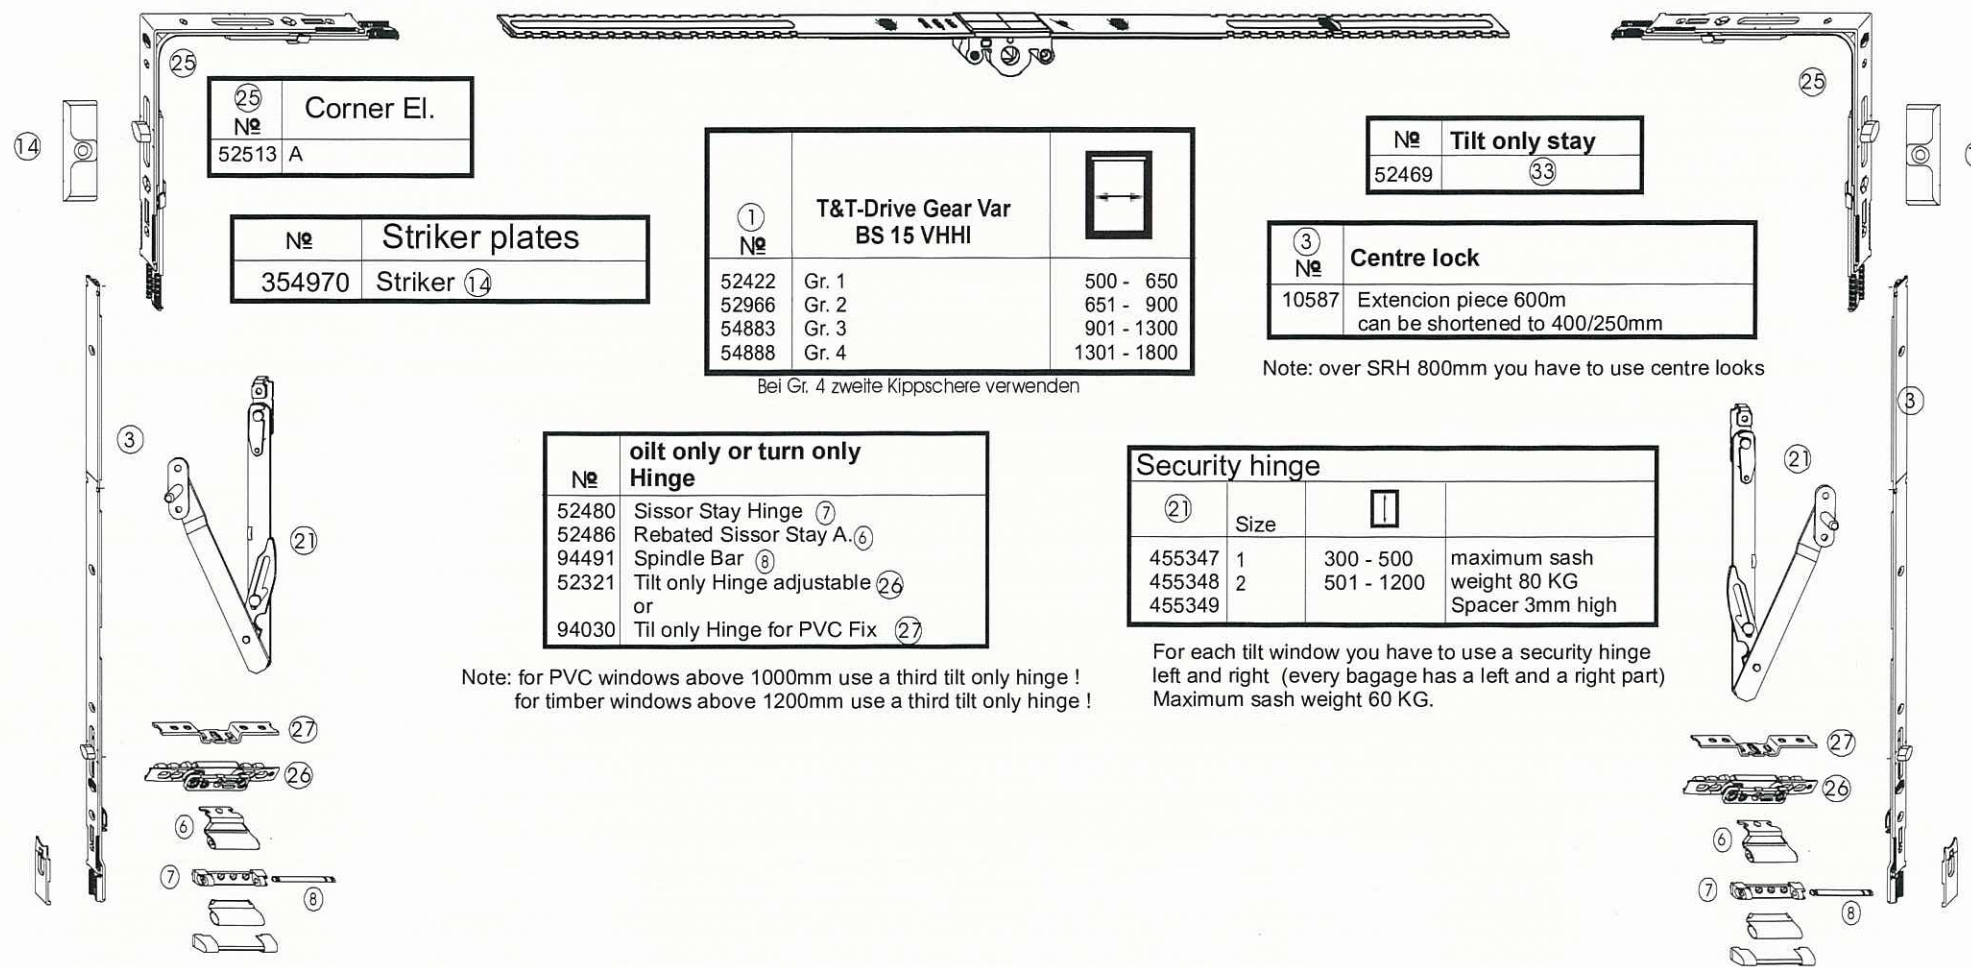 25
Nº
Corner El.
52513 A
Nº Striker plates
354970 Striker 14
1
Nº
T&T-Drive Gear Var
BS 15 VHHI
52422 Gr. 1 500 - 650
52966 Gr. 2 651 - 900
54883 Gr. 3 901 - 1300
54888 Gr. 4 1301 - 1800
Bei Gr. 4 zweite Kippschere verwenden
Nº Tilt only stay
52469 33
3
Nº
Centre lock
10587 Extencion piece 600m
can be shortened to 400/250mm
Note: over SRH 800mm you have to use centre looks
Nº
oilt only or turn only
Hinge
52480 Sissor Stay Hinge 7
52486 Rebated Sissor Stay A. 6
94491 Spindle Bar 8
52321 Tilt only Hinge adjustable 26
or
94030 Til only Hinge for PVC Fix 27
Note: for PVC windows above 1000mm use a third tilt only hinge !
for timber windows above 1200mm use a third tilt only hinge !
Security hinge
21 Size
455347 1 300 - 500 maximum sash
455348 2 501 - 1200 weight 80 KG
455349 Spacer 3mm high
For each tilt window you have to use a security hinge
left and right (every bagage has a left and a right part)
Maximum sash weight 60 KG.
25
14
3
21
27
26
6
7
8
25
3
21
27
26
6
7
8